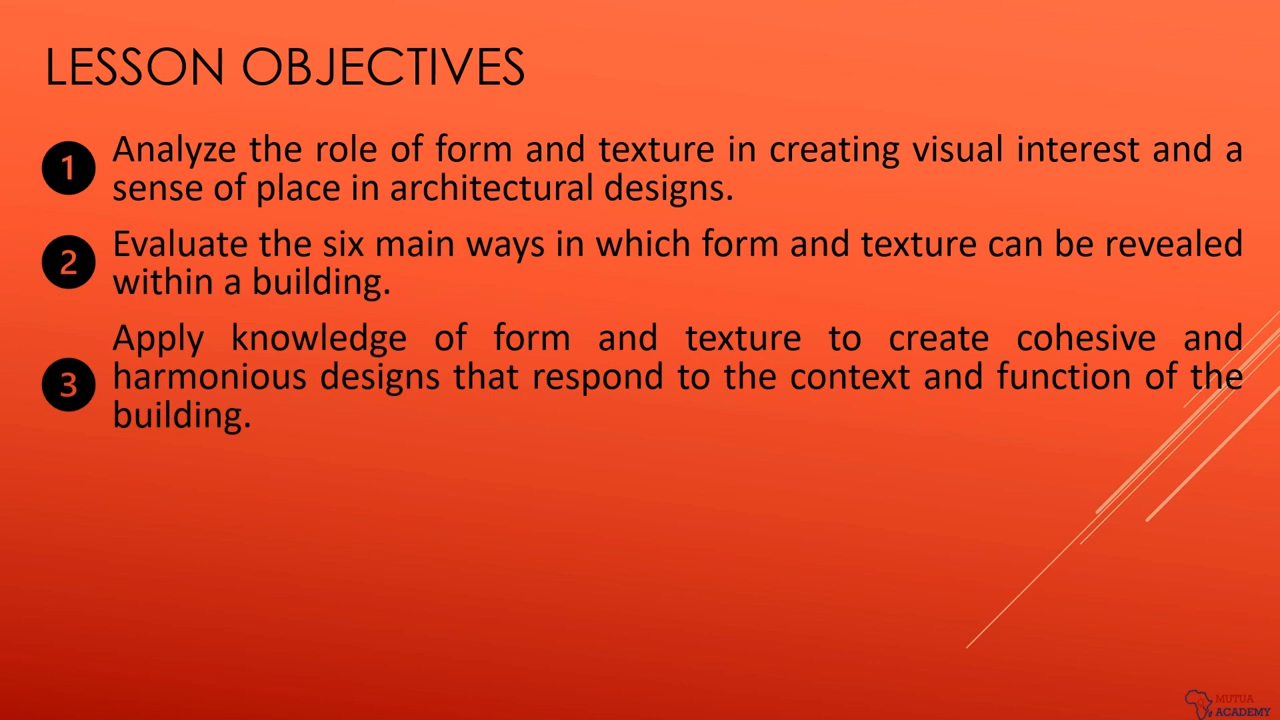 LESSON OBJECTIVES
1 Analyze the role of form and texture in creating visual interest and a
sense of place in architectural designs.
2 Evaluate the six main ways in which form and texture can be revealed
within a building.
3 Apply knowledge of form and texture to create cohesive and
harmonious designs that respond to the context and function of the
building.
MUTUA
ACADEMY